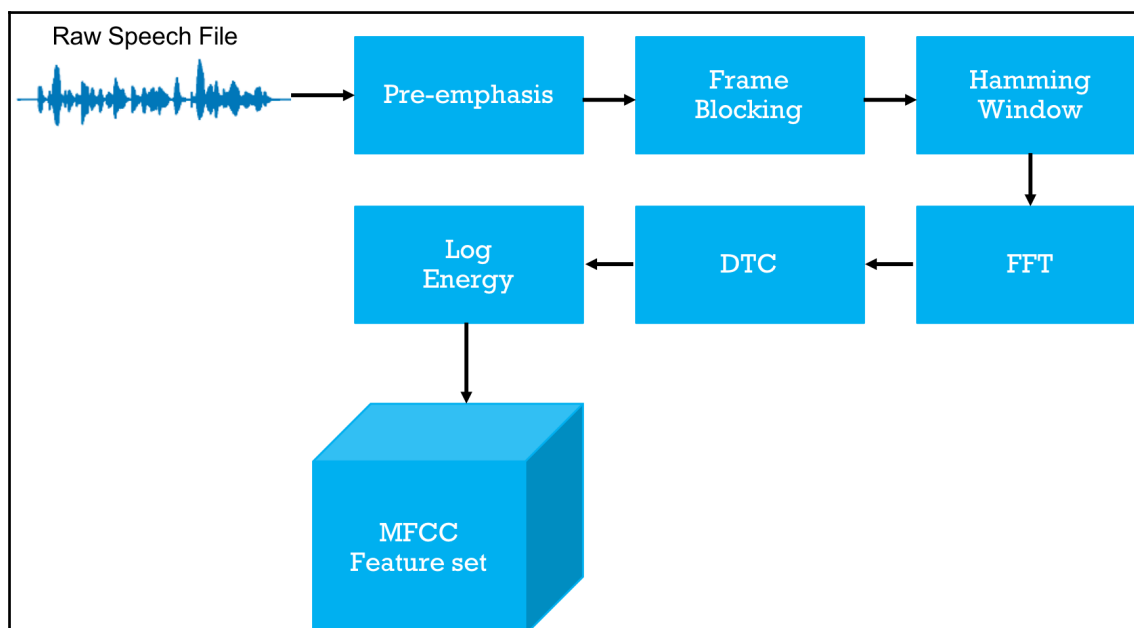 Raw Speech File
Pre-emphasis
Frame
Blocking
Hamming
Window
FFT
DTC
Log
Energy
MFCC
Feature set